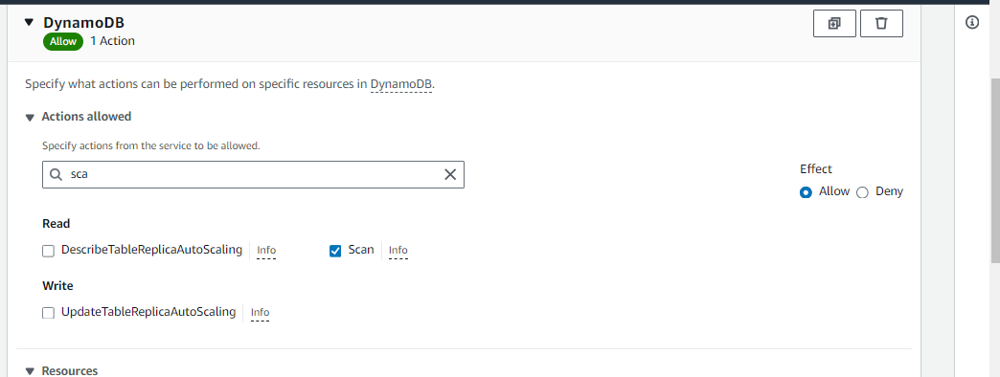 DynamoDB
Allow 1 Action
Specify what actions can be performed on specific resources in DynamoDB.
Actions allowed
Specify actions from the service to be allowed.
sca
Effect
Allow Deny
Read
DescribeTableReplicaAutoScaling Info Scan Info
Write
UpdateTableReplicaAutoScaling Info
Resources